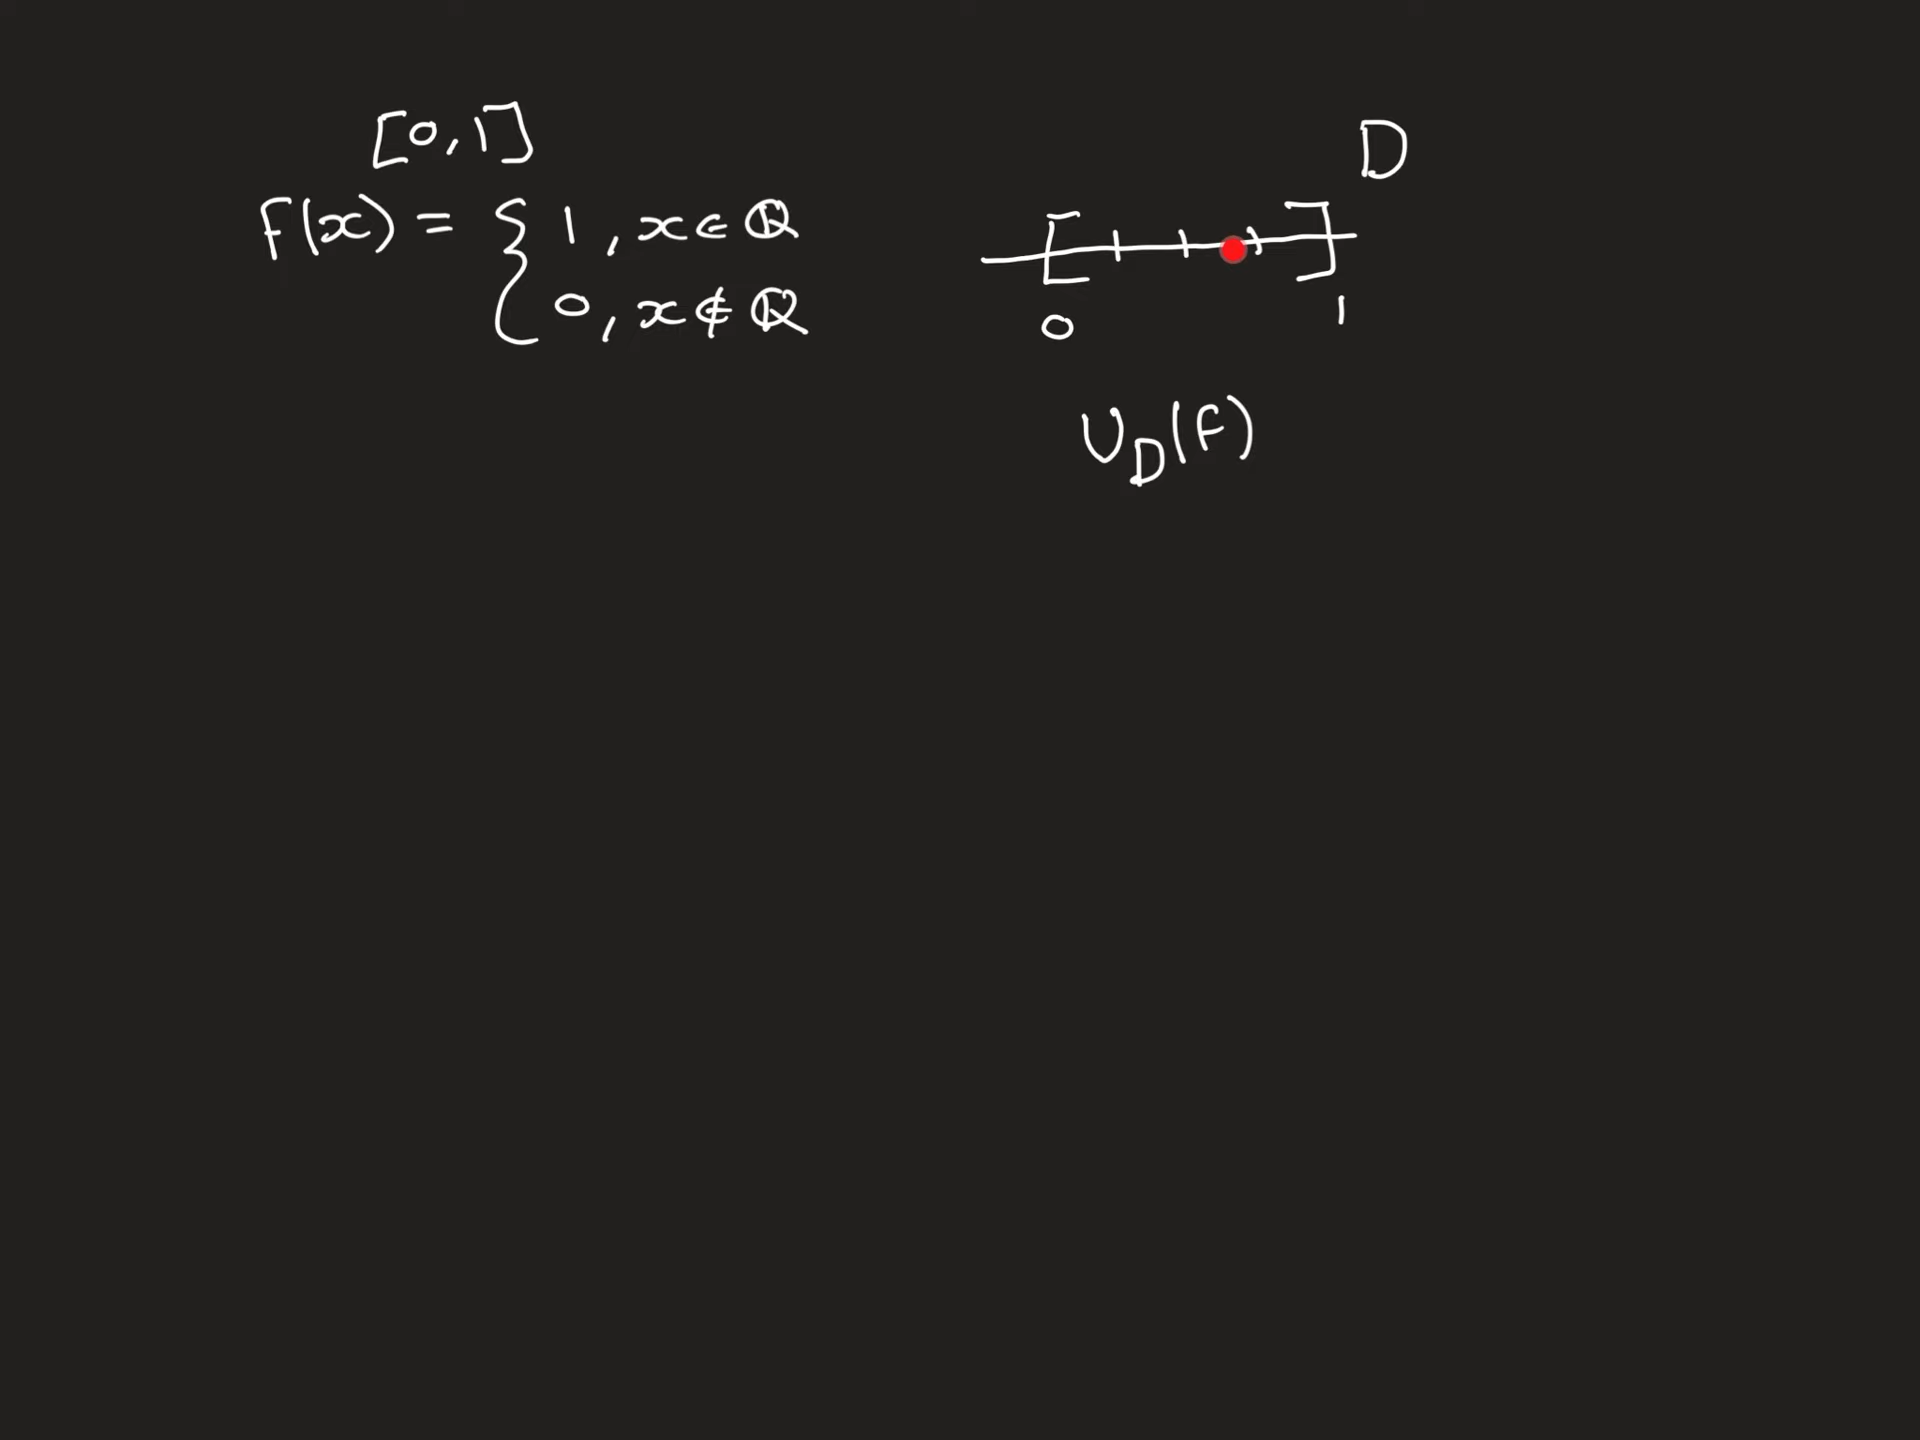 [0,1]
f(x) = { 1, x∈ℚ
0, x∉ℚ
D
0 1
U_D(f)